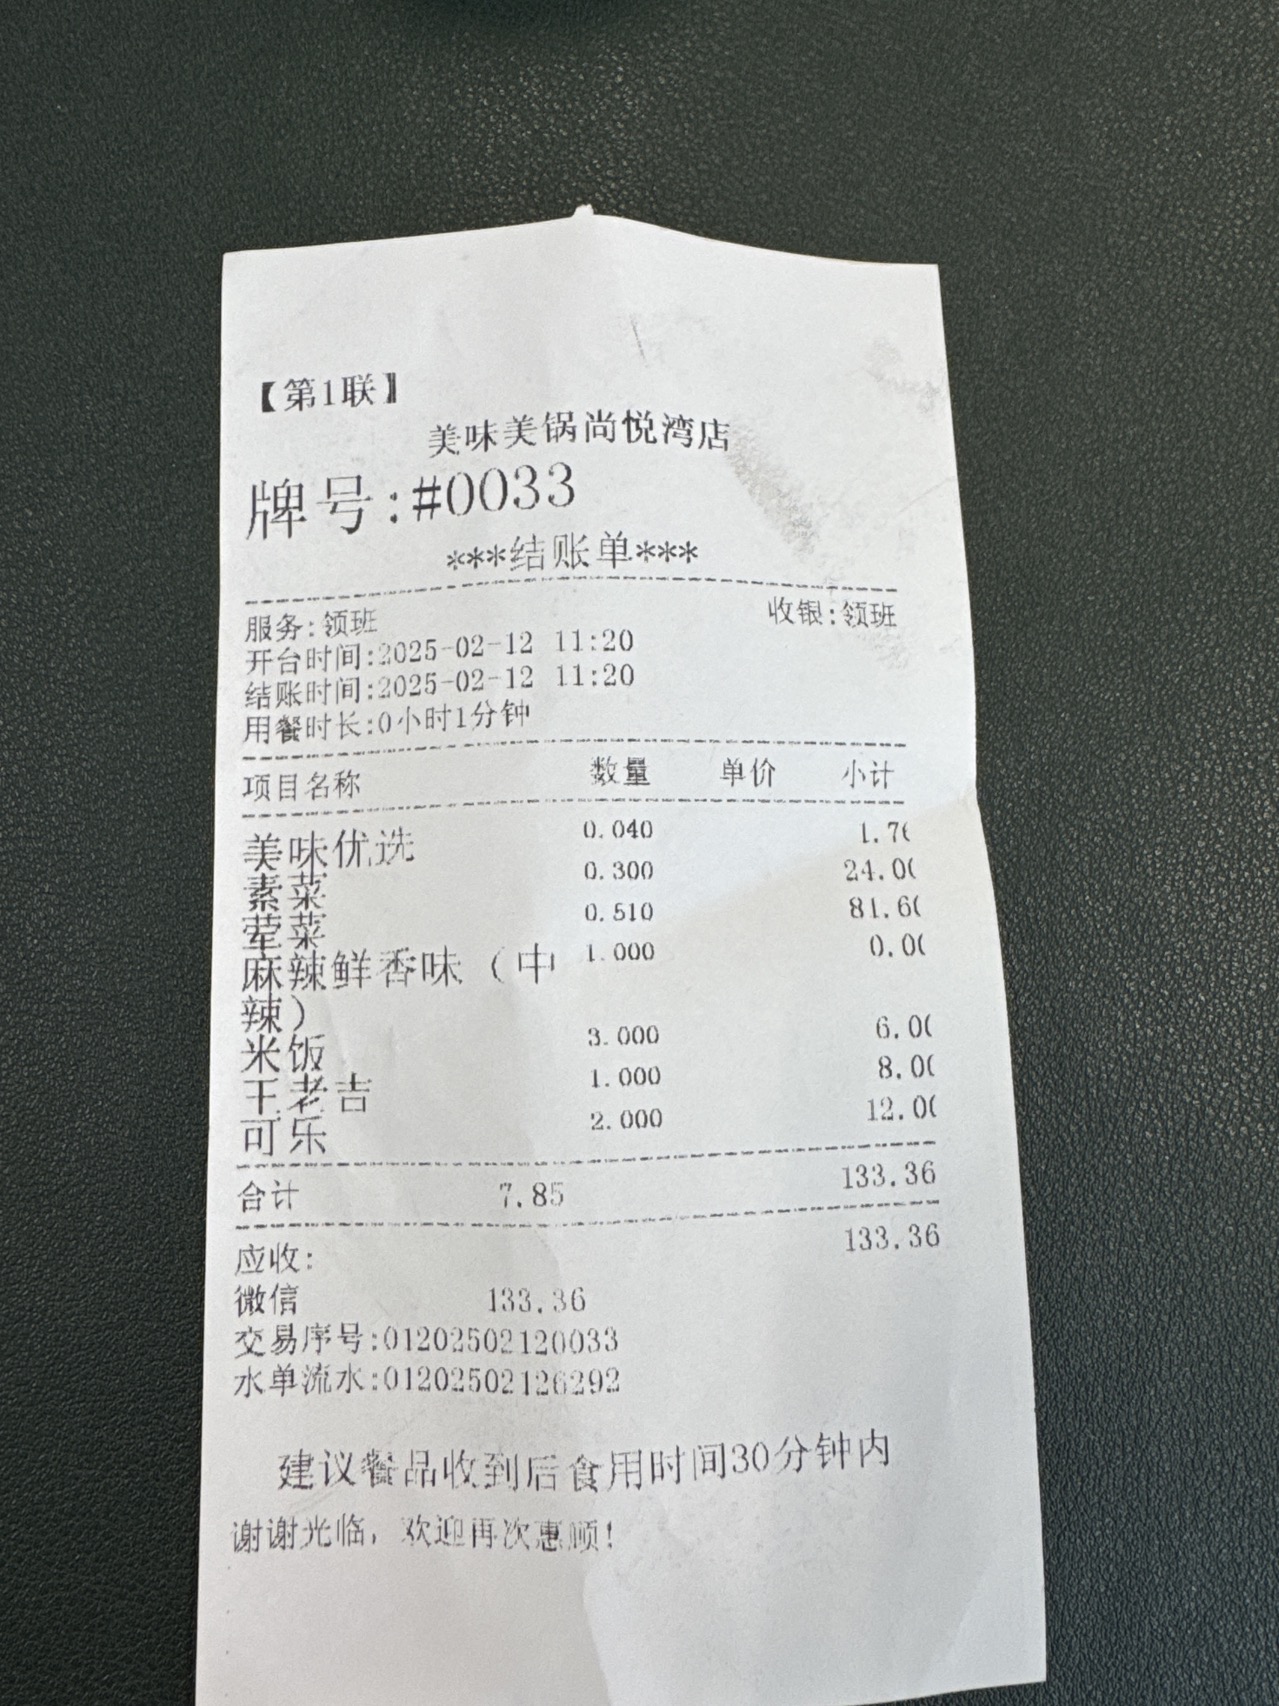 【第1联】
美味美锅尚悦湾店
牌号:#0033
***结账单***
服务:领班 收银:领班
开台时间:2025-02-12 11:20
结账时间:2025-02-12 11:20
用餐时长:0小时1分钟
项目名称 数量 单价 小计
美味优选 0.040 1.7
素菜 0.300 24.0
荤菜 0.510 81.6
麻辣鲜香味（中 1.000 0.0
辣）
米饭 3.000 6.0
王老吉 1.000 8.0
可乐 2.000 12.0
合计 7.85 133.36
应收: 133.36
微信 133.36
交易序号:01202502120033
水单流水:01202502126292
建议餐品收到后食用时间30分钟内
谢谢光临，欢迎再次惠顾!